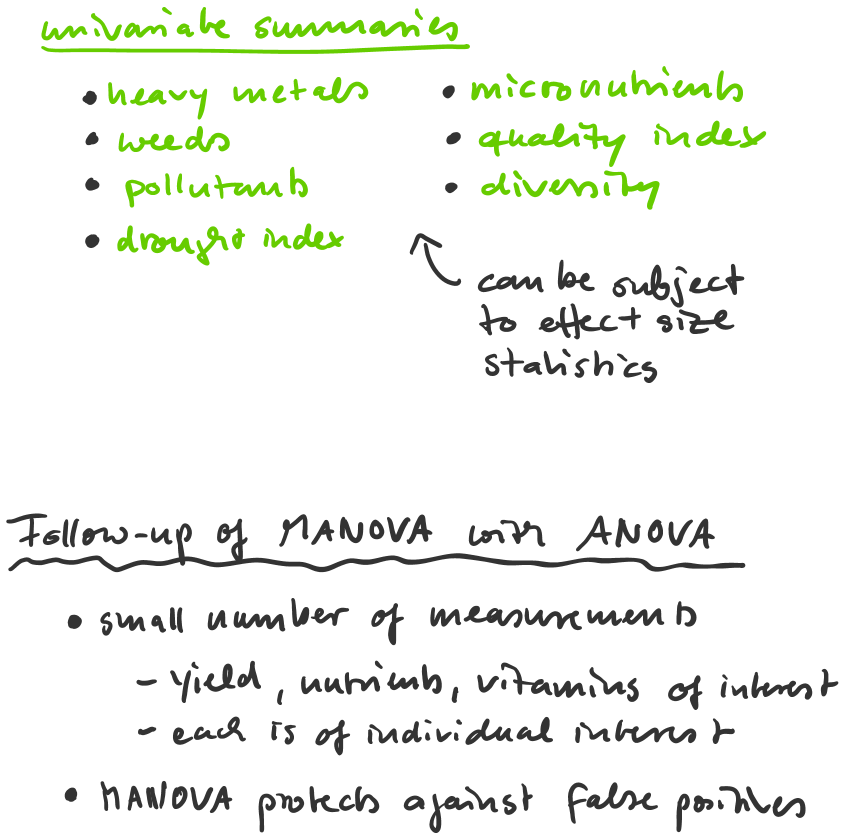 univariate summaries
• heavy metals
• weeds
• pollutants
• drought index
• micronutrients
• quality index
• diversity
can be subject
to effect size
statistics
Follow-up of MANOVA with ANOVA
• small number of measurements
- yield, nutrients, vitamins of interest
- each is of individual interest
• MANOVA protects against false positives